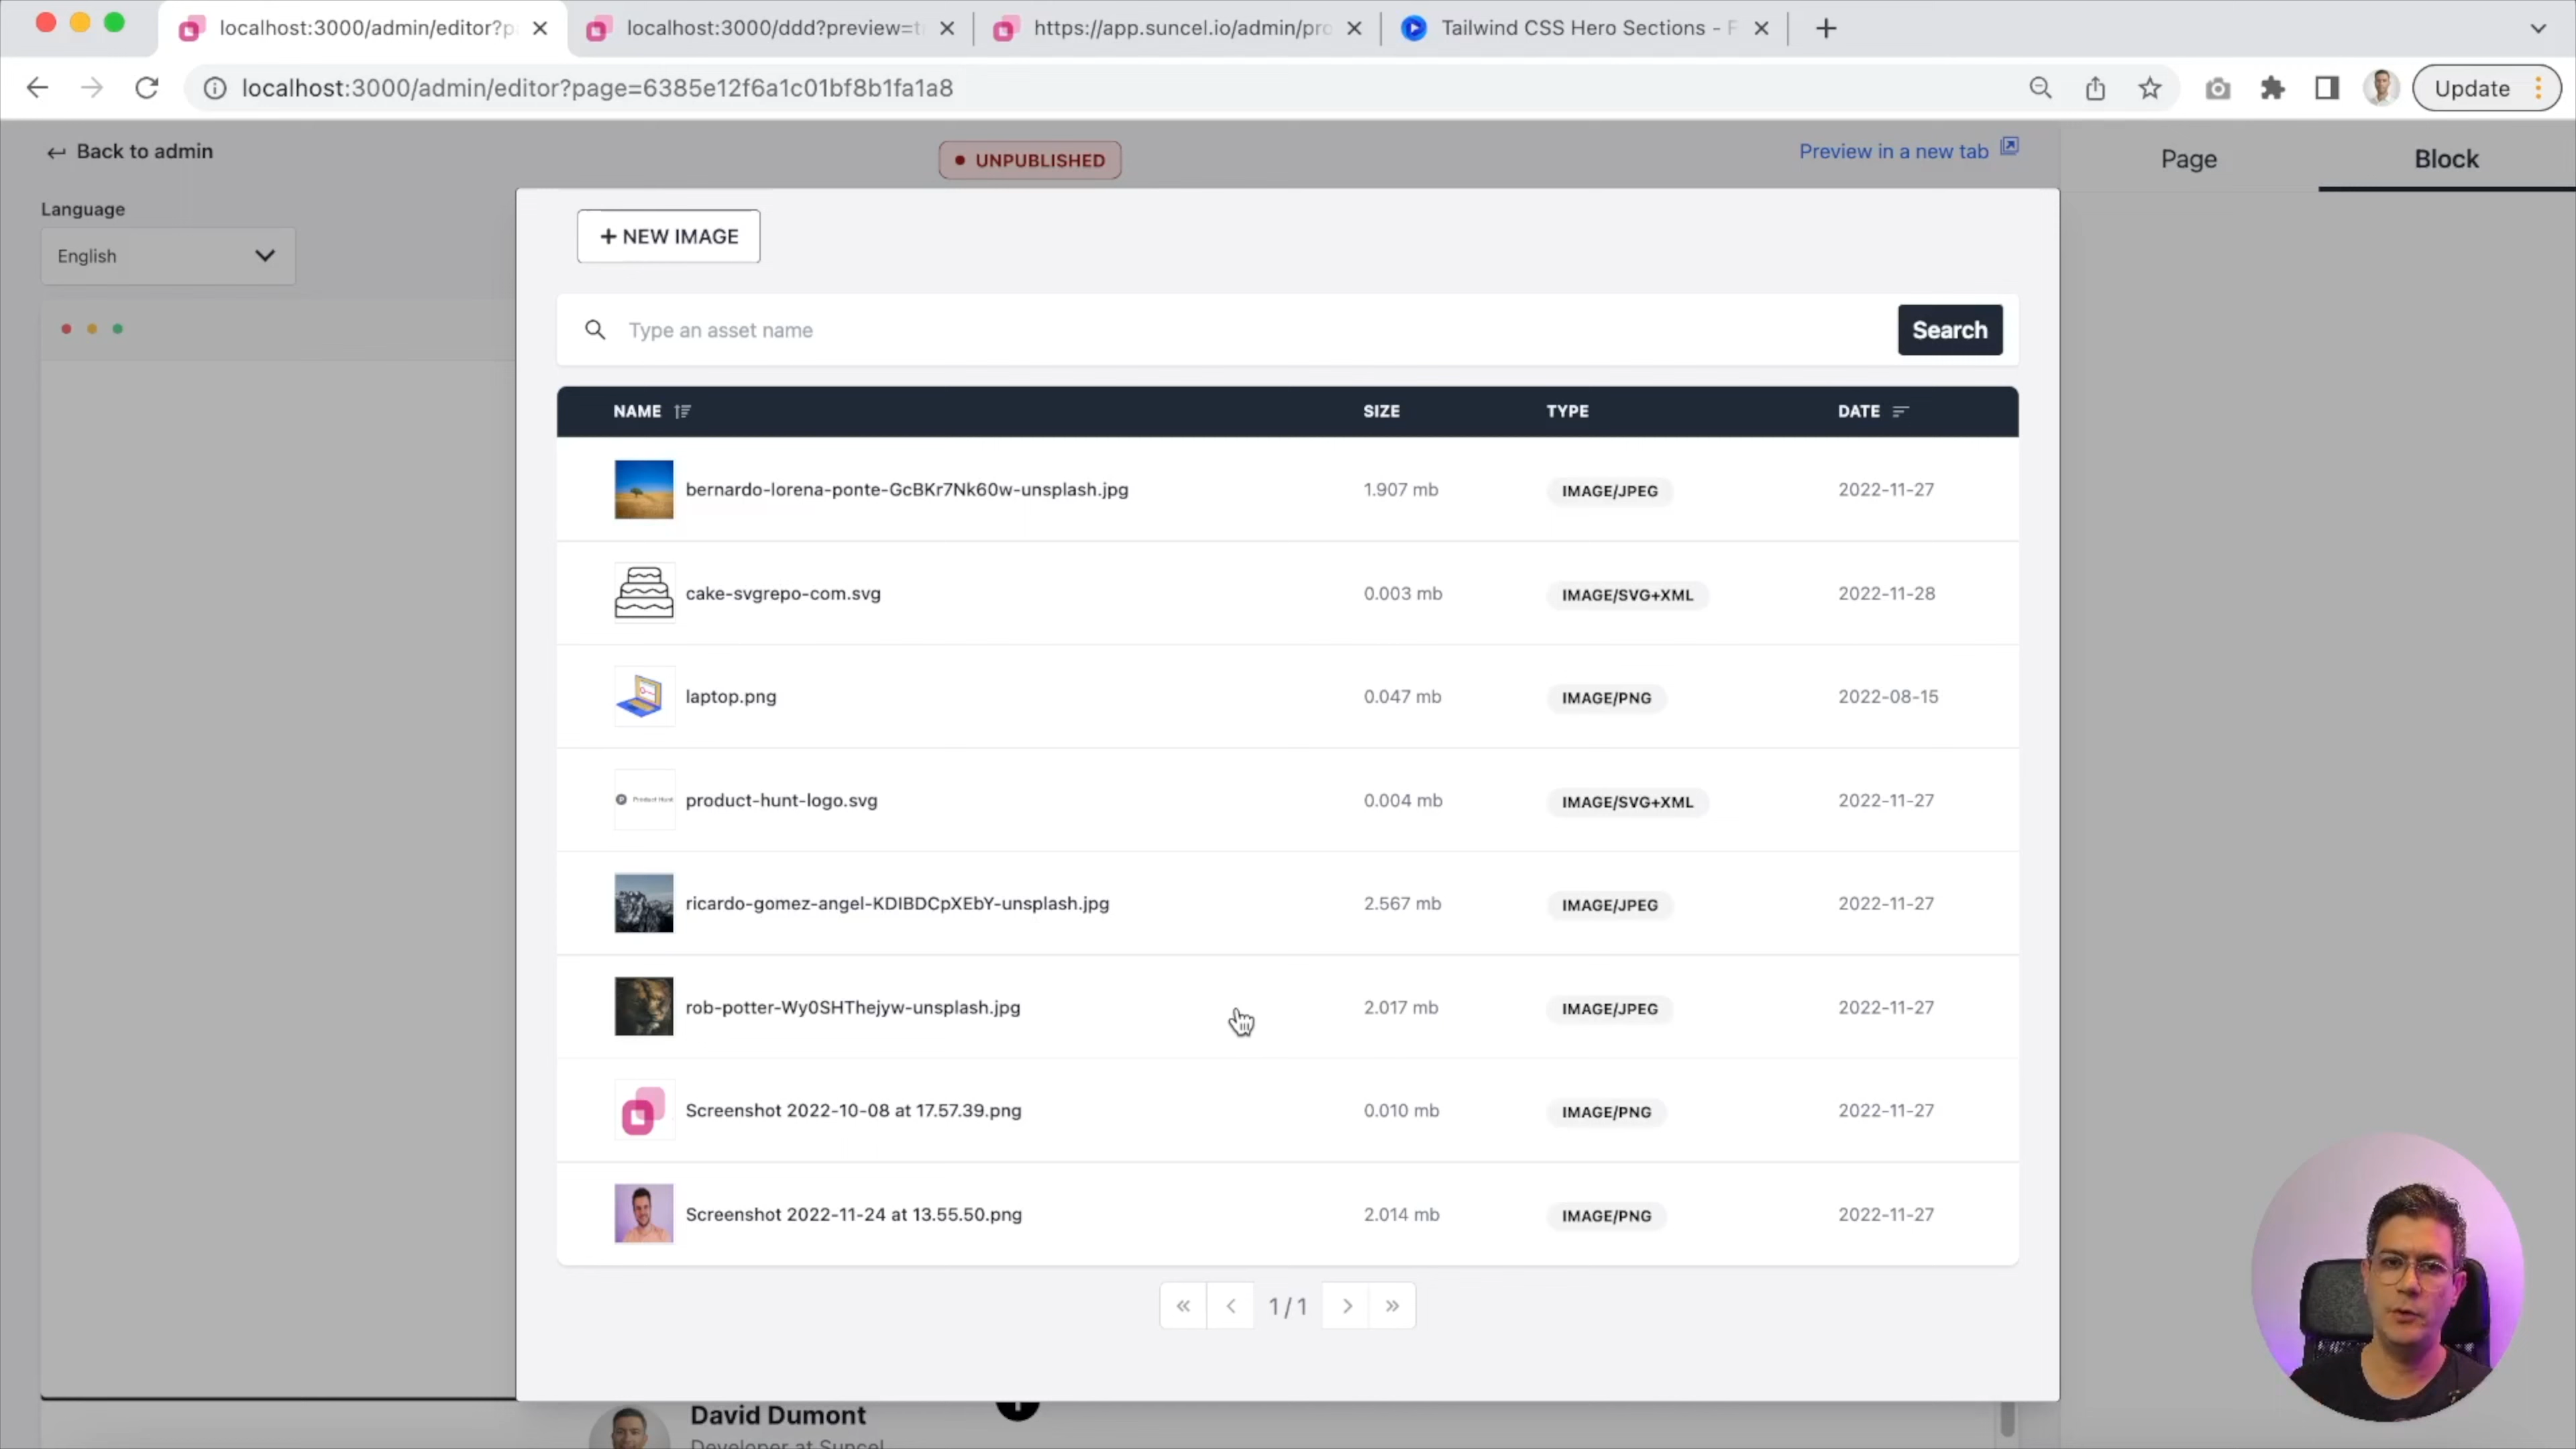 localhost:3000/admin/editor?p
localhost:3000/ddd?preview=t
https://app.suncel.io/admin/pro
Tailwind CSS Hero Sections - F
localhost:3000/admin/editor?page=6385e12f6a1c01bf8b1fa1a8
Update
Back to admin
UNPUBLISHED
Preview in a new tab
Page
Block
Language
English
+ NEW IMAGE
Type an asset name
Search
NAME SIZE TYPE DATE
bernardo-lorena-ponte-GcBKr7Nk60w-unsplash.jpg 1.907 mb IMAGE/JPEG 2022-11-27
cake-svgrepo-com.svg 0.003 mb IMAGE/SVG+XML 2022-11-28
laptop.png 0.047 mb IMAGE/PNG 2022-08-15
Product Hunt product-hunt-logo.svg 0.004 mb IMAGE/SVG+XML 2022-11-27
ricardo-gomez-angel-KDIBDCpXEbY-unsplash.jpg 2.567 mb IMAGE/JPEG 2022-11-27
rob-potter-Wy0SHThejyw-unsplash.jpg 2.017 mb IMAGE/JPEG 2022-11-27
Screenshot 2022-10-08 at 17.57.39.png 0.010 mb IMAGE/PNG 2022-11-27
Screenshot 2022-11-24 at 13.55.50.png 2.014 mb IMAGE/PNG 2022-11-27
« ‹ 1 / 1 › »
David Dumont
Developer at Suncel